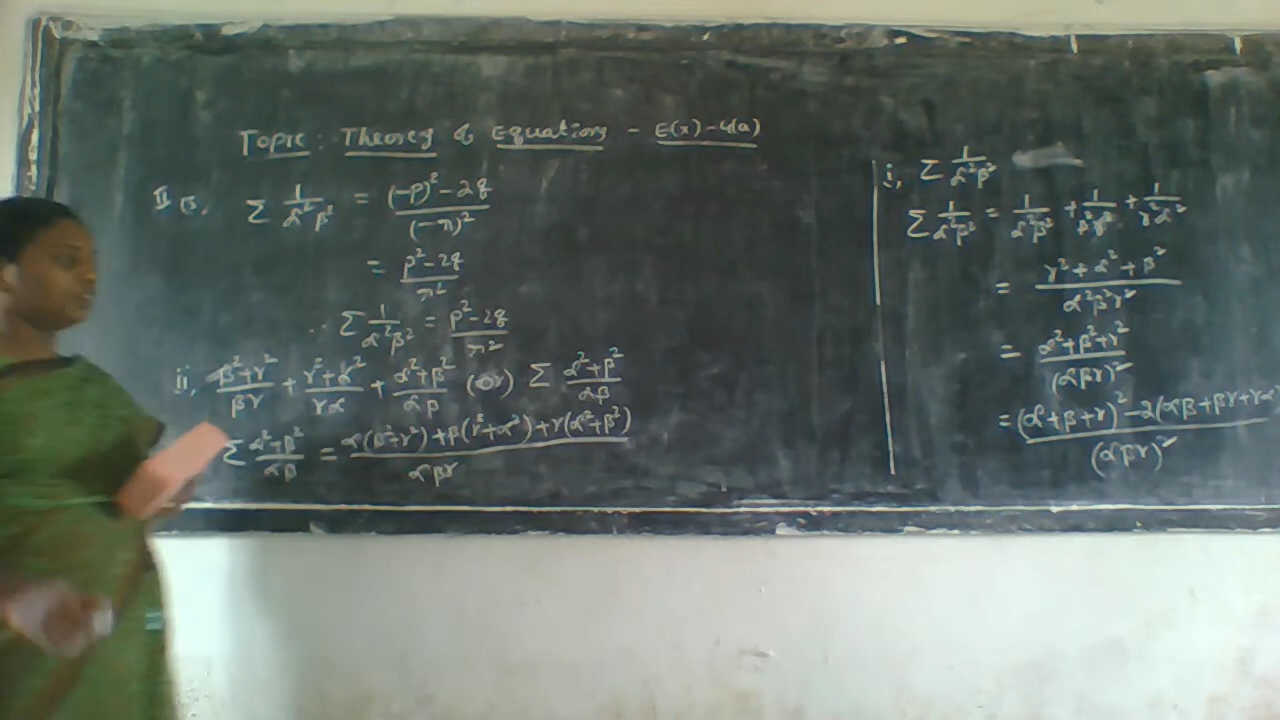 Topic: Theory of Equations - E(x)-4(a)
II (3, Σ 1/α²β² = (-p)²-2q/(-r)²
= p²-2q/r²
∴ Σ 1/α²β² = p²-2q/r²
ii, β²+γ²/βγ + γ²+α²/γα + α²+β²/αβ (or) Σ α²+β²/αβ
Σ α²+β²/αβ = α(β²+γ²)+β(γ²+α²)+γ(α²+β²)/αβγ
i, Σ 1/α²β²
Σ 1/α²β² = 1/α²β² + 1/β²γ² + 1/γ²α²
= γ²+α²+β²/α²β²γ²
= α²+β²+γ²/(αβγ)²
= (α+β+γ)²-2(αβ+βγ+γα/(αβγ)²